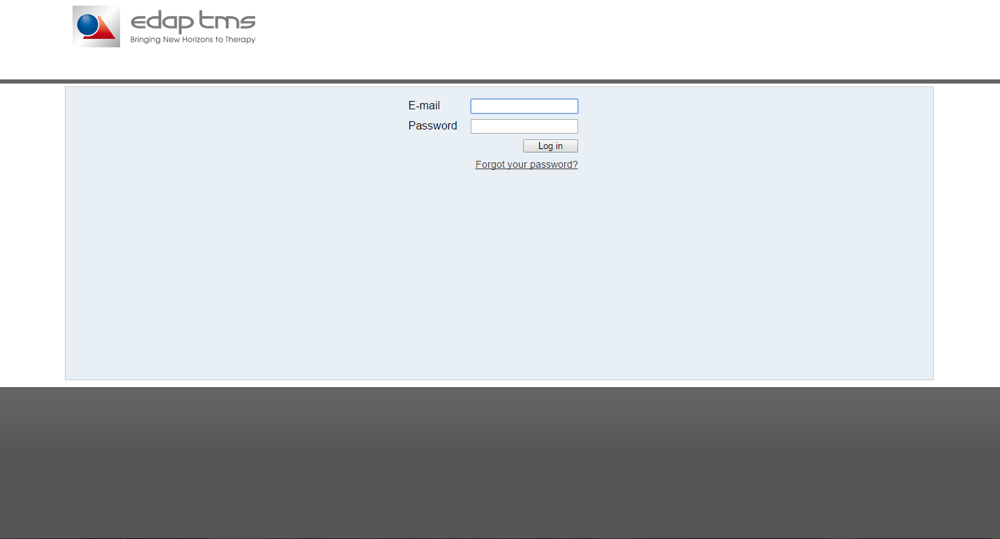 edap tms
Bringing New Horizons to Therapy
E-mail
Password
Log in
Forgot your password?